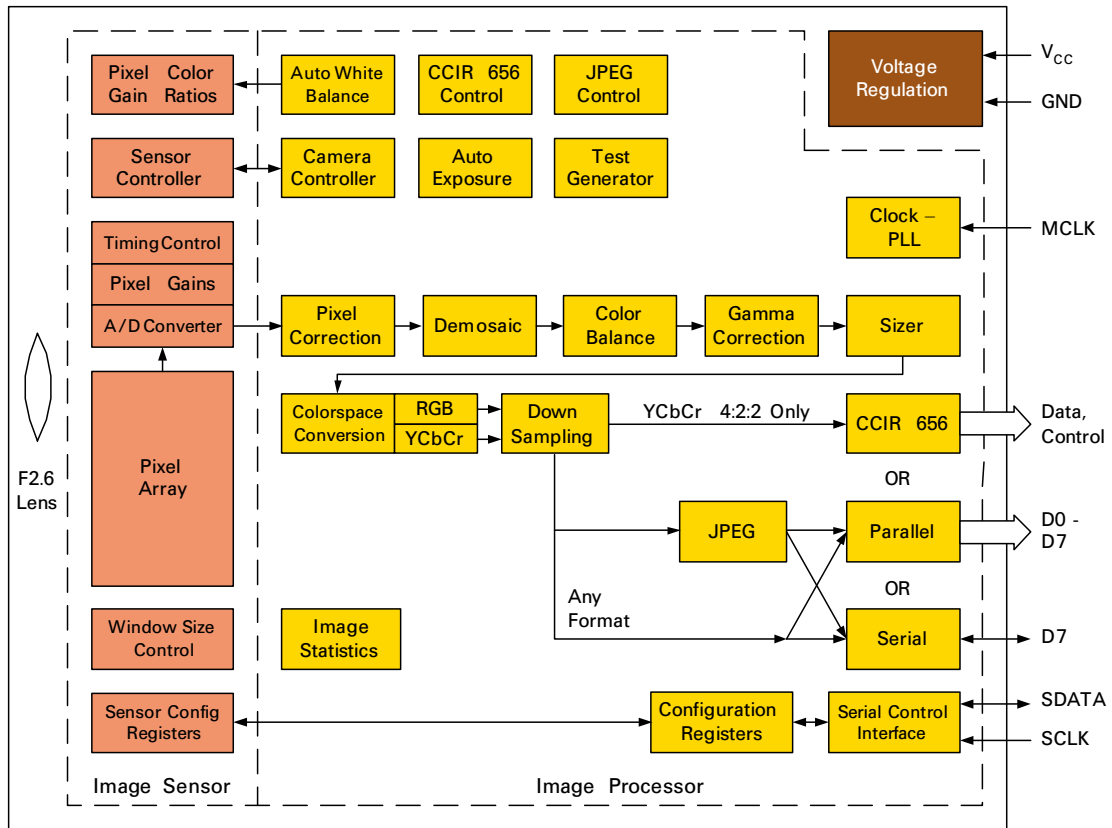 Pixel Color
Gain Ratios
Auto White
Balance
CCIR 656
Control
JPEG
Control
Voltage
Regulation
VCC
GND
Sensor
Controller
Camera
Controller
Auto
Exposure
Test
Generator
Timing Control
Pixel Gains
A/D Converter
Clock –
PLL
MCLK
Pixel
Correction
Demosaic
Color
Balance
Gamma
Correction
Sizer
F2.6
Lens
Pixel
Array
Colorspace
Conversion
RGB
YCbCr
Down
Sampling
YCbCr 4:2:2 Only
CCIR 656
Data,
Control
OR
JPEG
Parallel
D0 -
D7
OR
Any
Format
Serial
D7
Window Size
Control
Image
Statistics
Sensor Config
Registers
Configuration
Registers
Serial Control
Interface
SDATA
SCLK
Image Sensor
Image Processor